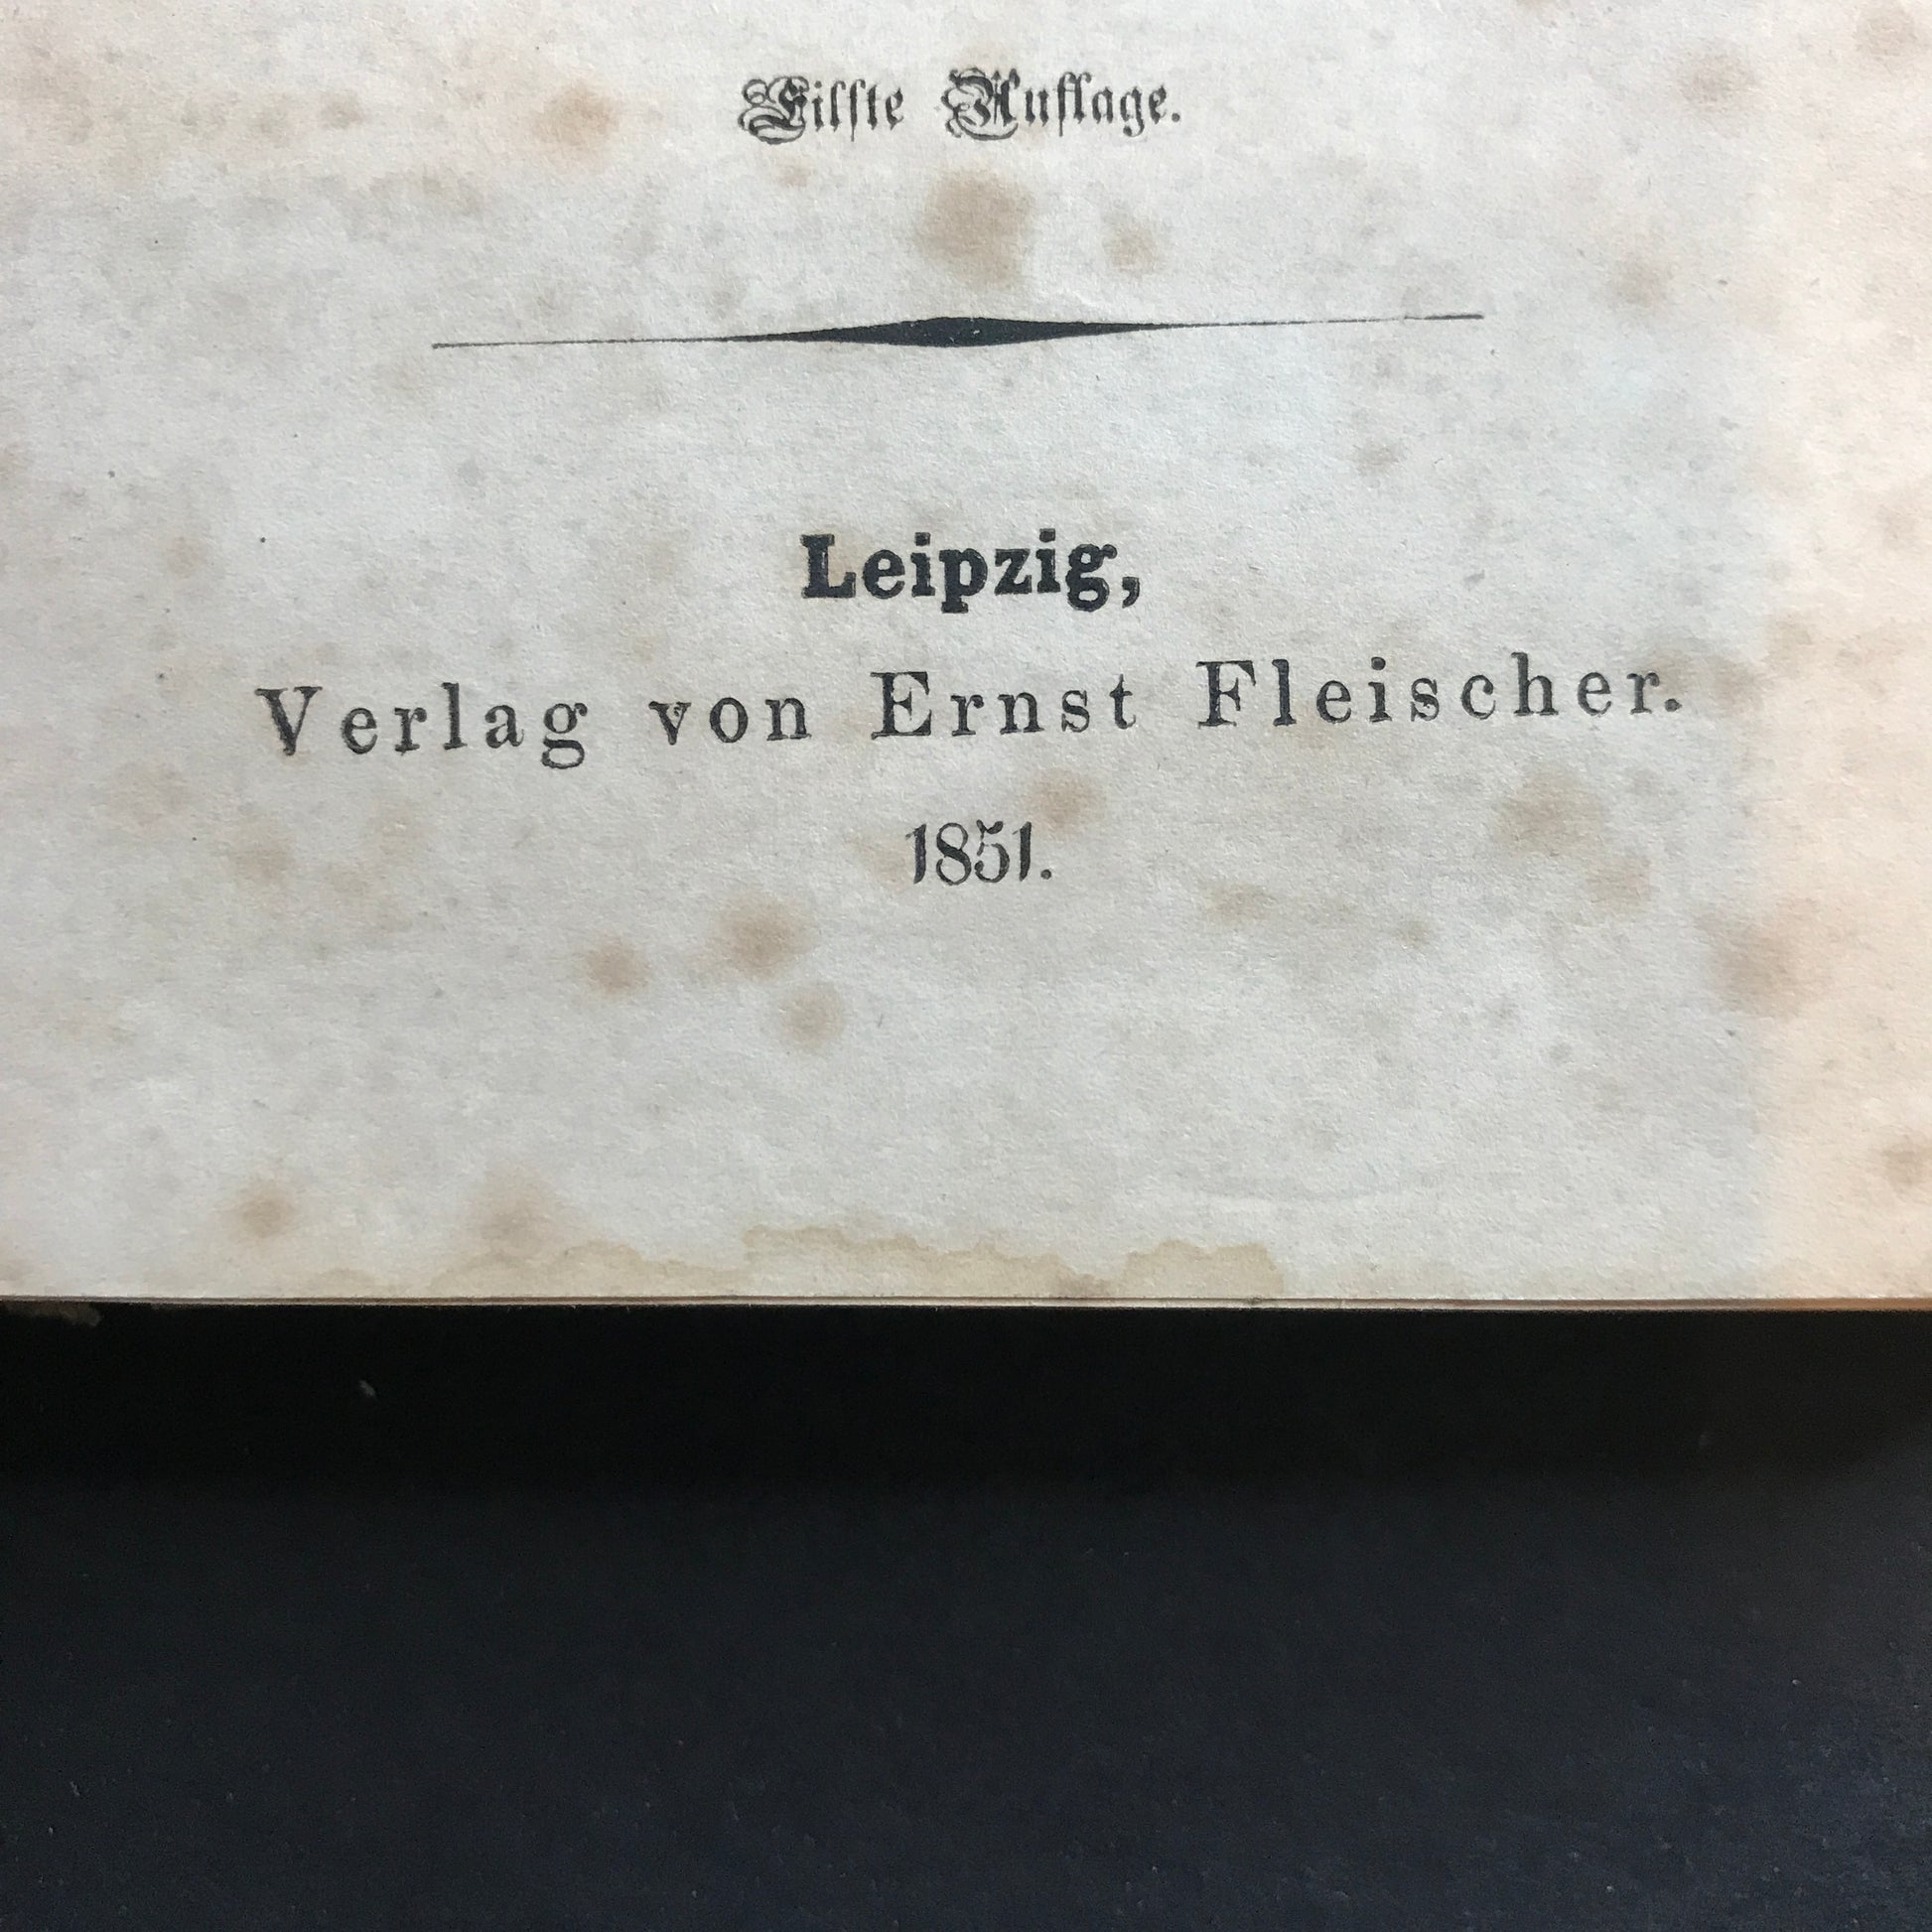 Eilfte Auflage.
Leipzig,
Verlag von Ernst Fleischer.
1851.